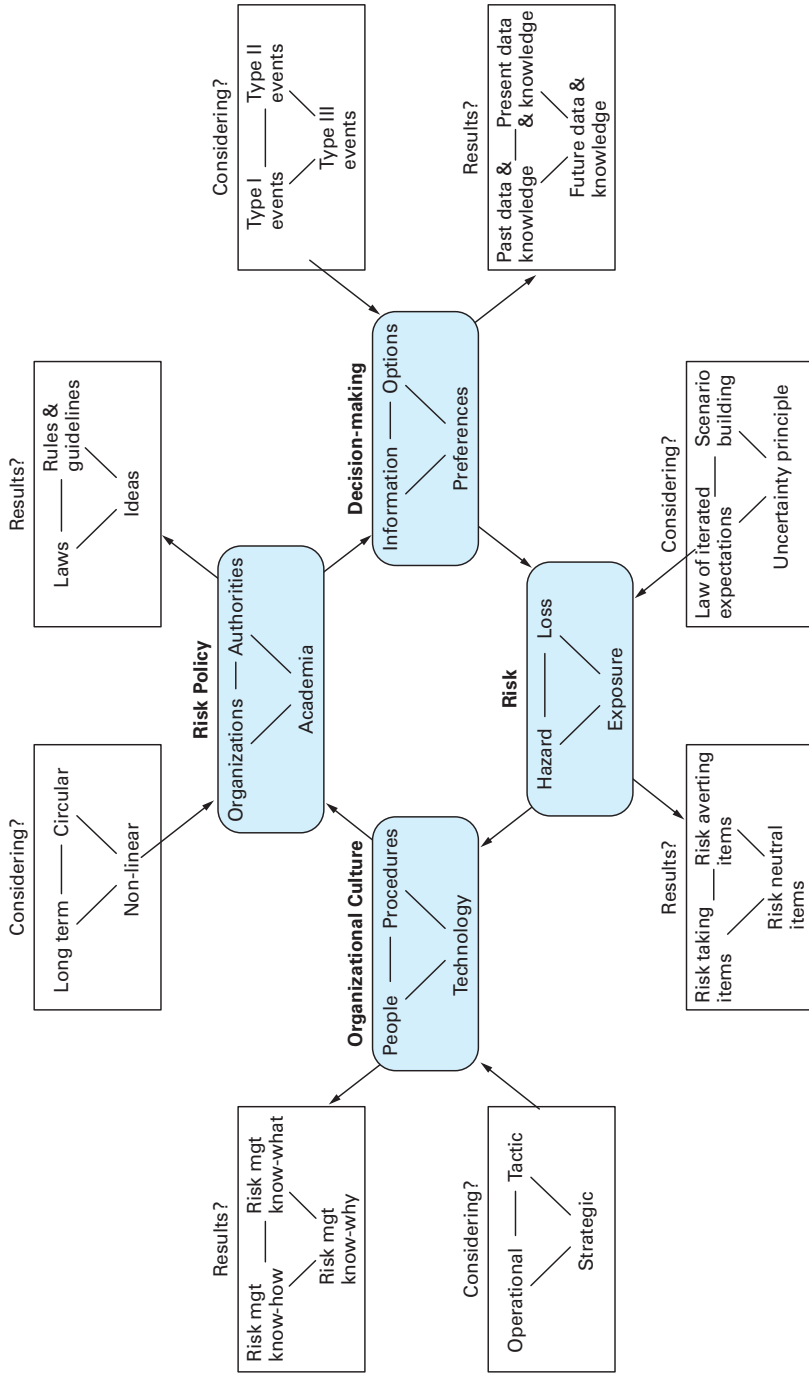 Considering?
Long term
Circular
Non-linear
Results?
Laws
Rules &
guidelines
Ideas
Risk Policy
Organizations
Authorities
Academia
Results?
Risk mgt
know-how
Risk mgt
know-what
Risk mgt
know-why
Organizational Culture
People
Procedures
Technology
Decision-making
Information
Options
Preferences
Considering?
Type I
events
Type II
events
Type III
events
Considering?
Operational
Tactic
Strategic
Results?
Past data &
knowledge
Present data
& knowledge
Future data &
knowledge
Risk
Hazard
Loss
Exposure
Results?
Risk taking
items
Risk averting
items
Risk neutral
items
Considering?
Law of iterated
expectations
Scenario
building
Uncertainty principle